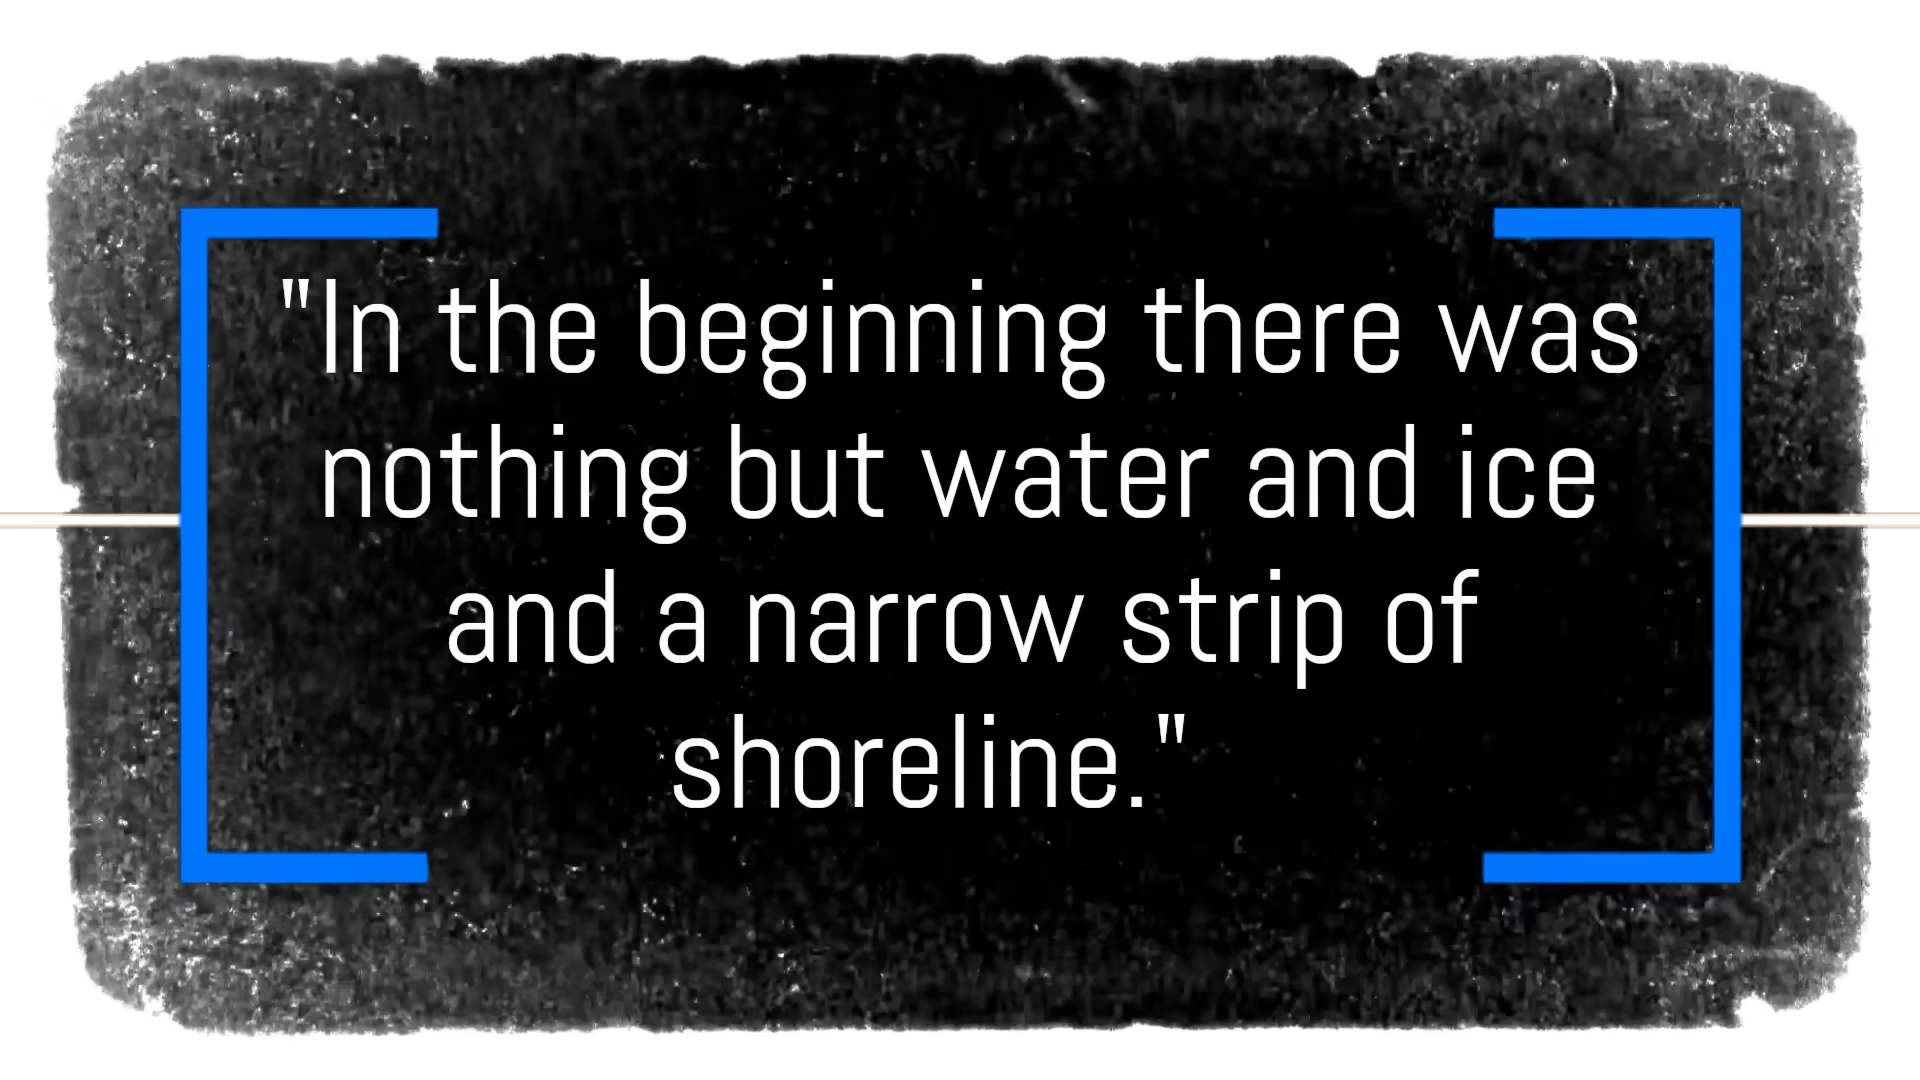 "In the beginning there was
nothing but water and ice
and a narrow strip of
shoreline."